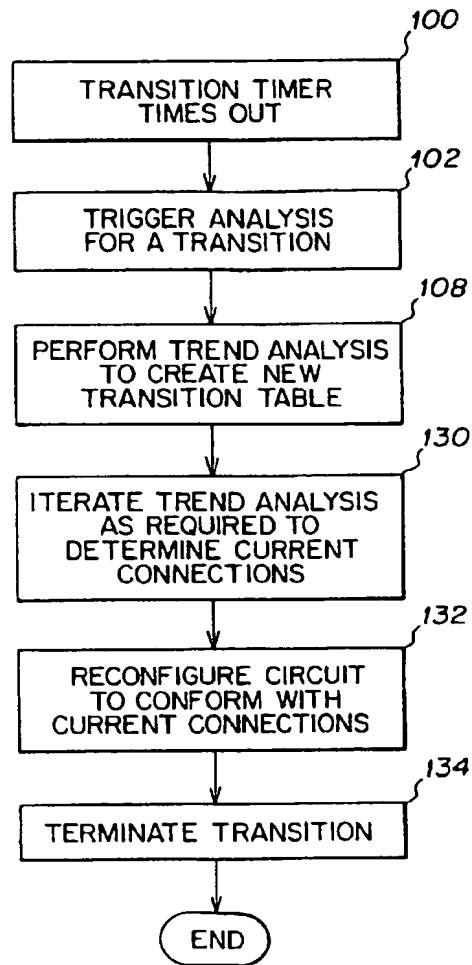 100
TRANSITION TIMER
TIMES OUT
102
TRIGGER ANALYSIS
FOR A TRANSITION
108
PERFORM TREND ANALYSIS
TO CREATE NEW
TRANSITION TABLE
130
ITERATE TREND ANALYSIS
AS REQUIRED TO
DETERMINE CURRENT
CONNECTIONS
132
RECONFIGURE CIRCUIT
TO CONFORM WITH
CURRENT CONNECTIONS
134
TERMINATE TRANSITION
END